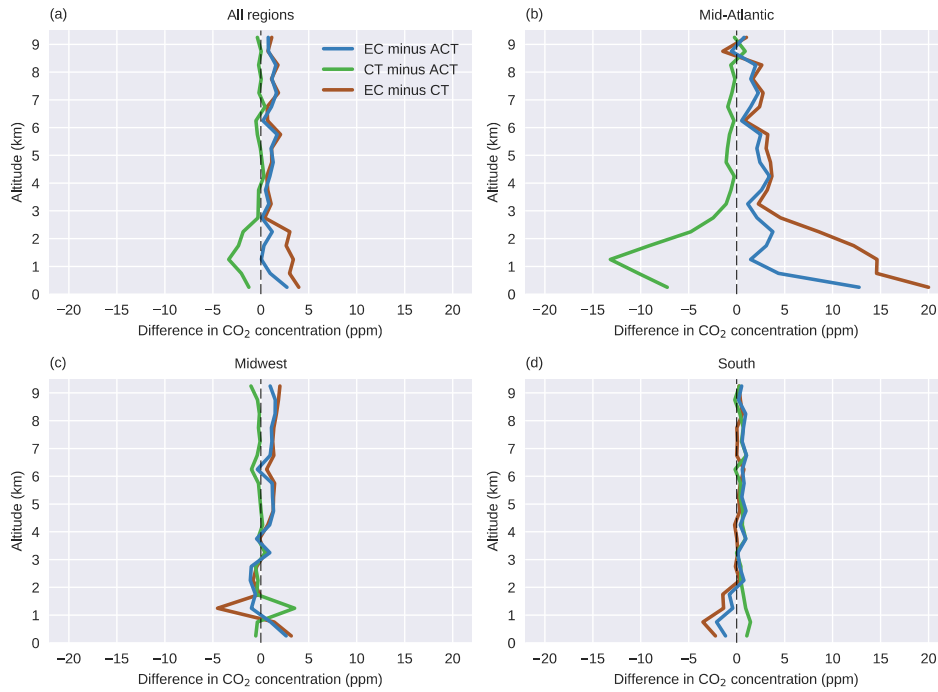 (a) All regions
9
8
7
6
5
4
3
2
1
0
Altitude (km)
EC minus ACT
CT minus ACT
EC minus CT
−20 −15 −10 −5 0 5 10 15 20
Difference in CO₂ concentration (ppm)
(b) Mid-Atlantic
9
8
7
6
5
4
3
2
1
0
Altitude (km)
−20 −15 −10 −5 0 5 10 15 20
Difference in CO₂ concentration (ppm)
(c) Midwest
9
8
7
6
5
4
3
2
1
0
Altitude (km)
−20 −15 −10 −5 0 5 10 15 20
Difference in CO₂ concentration (ppm)
(d) South
9
8
7
6
5
4
3
2
1
0
Altitude (km)
−20 −15 −10 −5 0 5 10 15 20
Difference in CO₂ concentration (ppm)